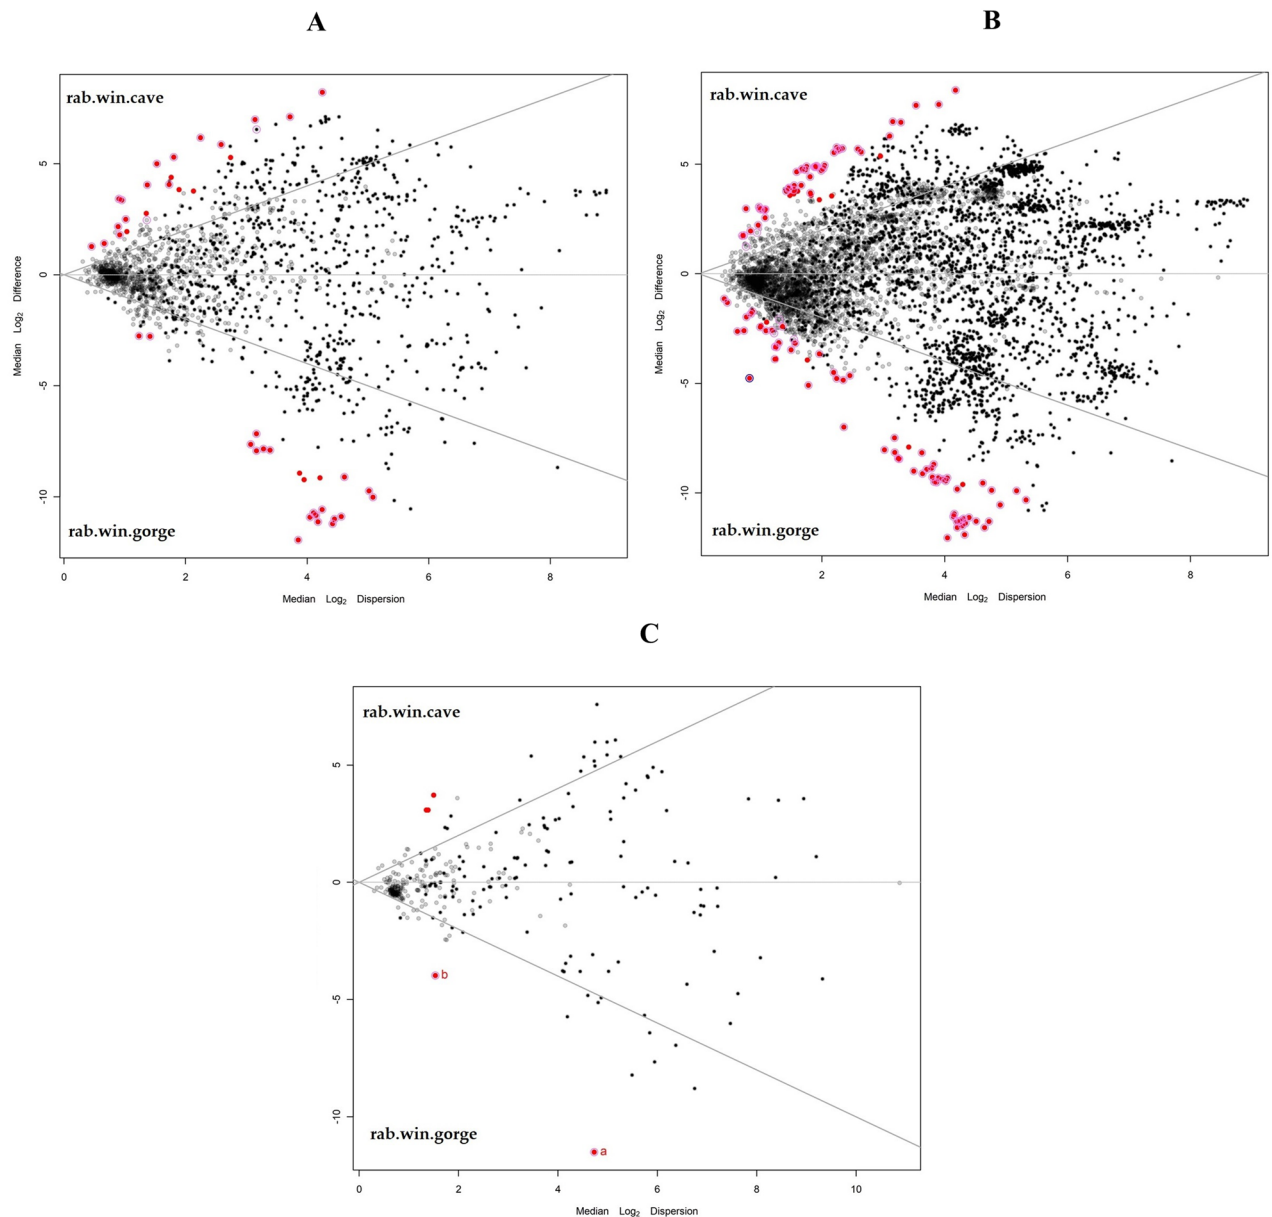 A
B
rab.win.cave
5
0
-5
-10
Median Log2 Difference
rab.win.gorge
0 2 4 6 8
Median Log2 Dispersion
rab.win.cave
5
0
-5
-10
Median Log2 Difference
rab.win.gorge
2 4 6 8
Median Log2 Dispersion
C
rab.win.cave
5
0
-5
-10
Median Log2 Difference
b
rab.win.gorge
a
0 2 4 6 8 10
Median Log2 Dispersion